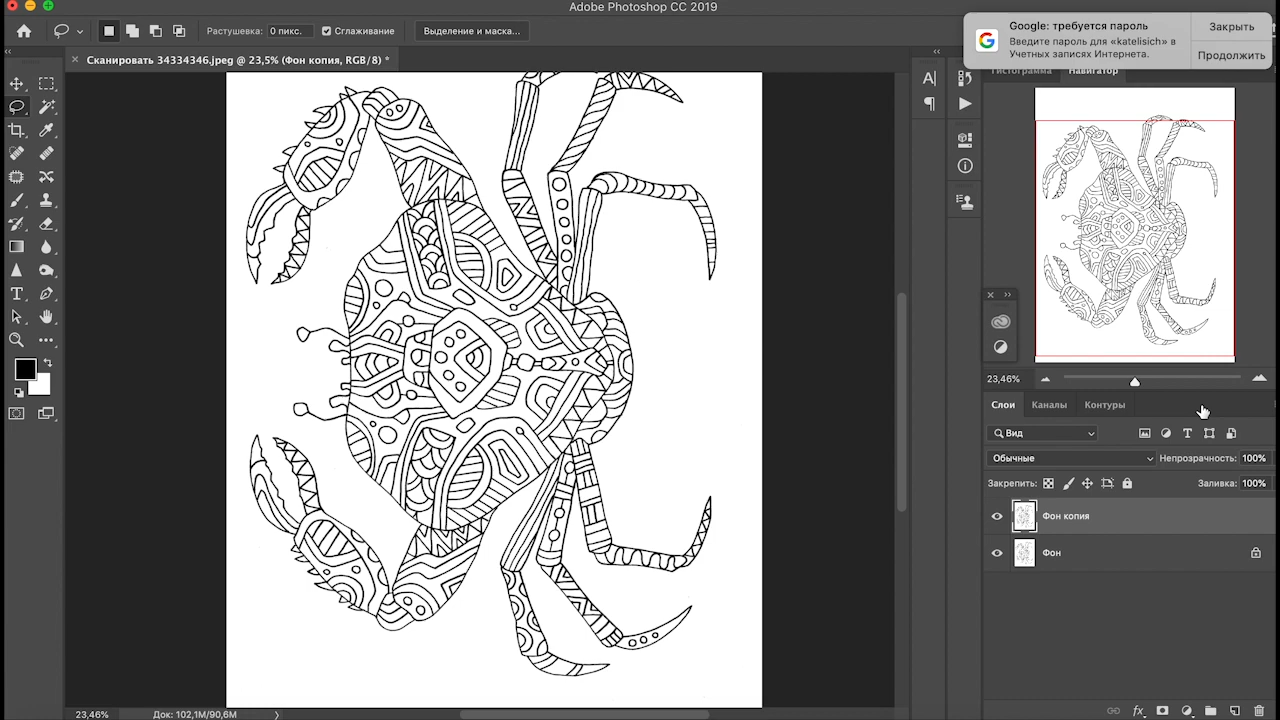 Adobe Photoshop CC 2019
Растушевка: 0 пикс. Сглаживание Выделение и маска...
Google: требуется пароль
Введите пароль для «katelisich» в
Учетных записях Интернета.
Закрыть
Продолжить
Сканировать 34334346.jpeg @ 23,5% (Фон копия, RGB/8) *
Гистограмма Навигатор
23,46%
Слои Каналы Контуры
Вид
Обычные Непрозрачность: 100%
Закрепить: Заливка: 100%
Фон копия
Фон
fx
23,46% Док: 102,1M/90,6M